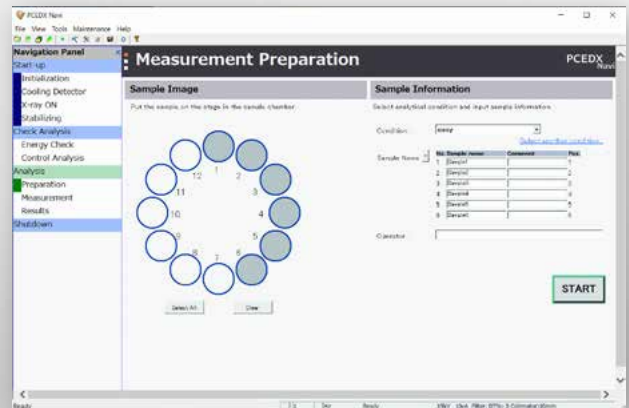 PCEDX Navi
File View Tools Maintenance Help
Navigation Panel
Start-up
Initialization
Cooling Detector
X-ray ON
Stabilizing
Check Analysis
Energy Check
Control Analysis
Analysis
Preparation
Measurement
Results
Shutdown
Measurement Preparation
PCEDX
Navi
Sample Image
Put the sample on the stage in the sample chamber.
12
1
2
3
4
5
6
7
8
9
10
11
Select All
Clear
Sample Information
Select analytical condition and input sample information
Condition
easy
Select another condition...
Sample Name
No. Sample name Comment Pos.
1 Sample1 1
2 Sample2 2
3 Sample3 3
4 Sample4 4
5 Sample5 5
6 Sample6 6
Operator
START
Ready
Ready